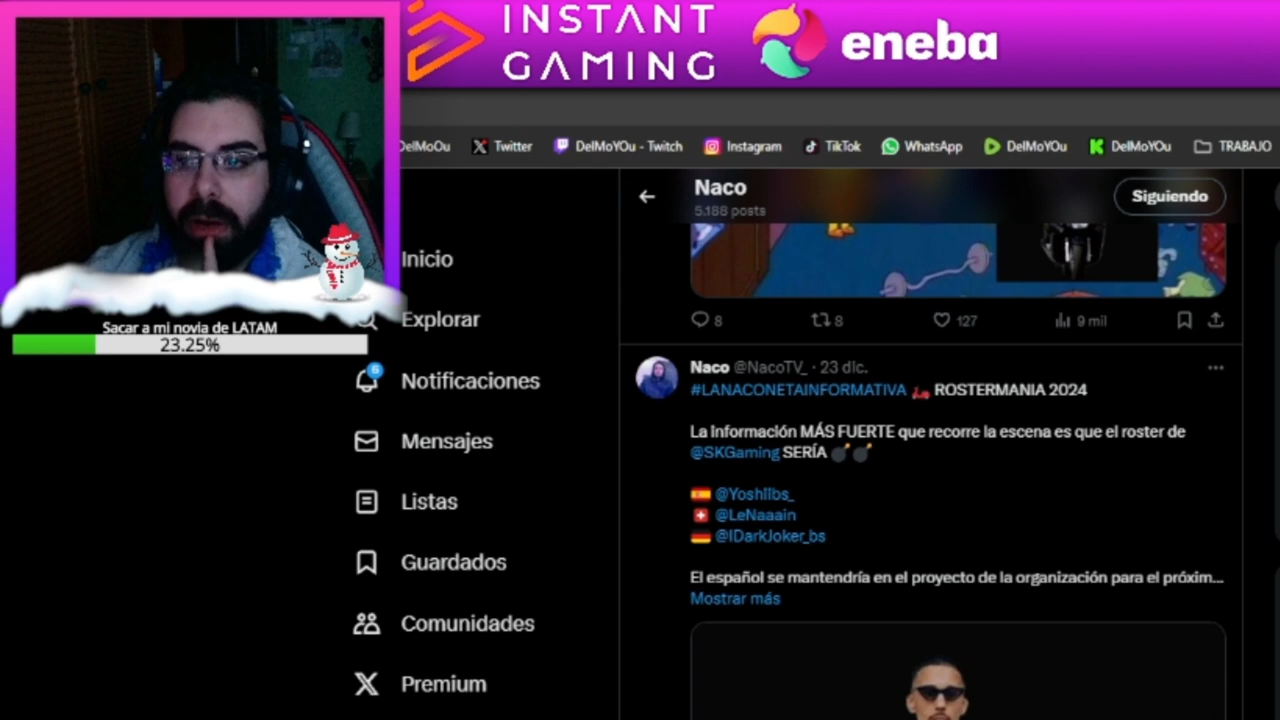 INSTANT
GAMING
eneba
DelMoOu
Twitter
DelMoYOu - Twitch
Instagram
TikTok
WhatsApp
DelMoYOu
DelMoYOu
TRABAJO
Naco
5.188 posts
Siguiendo
8
8
127
9 mil
Sacar a mi novia de LATAM
23.25%
Inicio
Explorar
6
Notificaciones
Mensajes
Listas
Guardados
Comunidades
Premium
Naco @NacoTV_ · 23 dic.
#LANACONETAINFORMATIVA ROSTERMANIA 2024
La información MÁS FUERTE que recorre la escena es que el roster de
@SKGaming SERÍA
@Yoshiibs_
@LeNaaain
@IDarkJoker_bs
El español se mantendría en el proyecto de la organización para el próxim...
Mostrar más